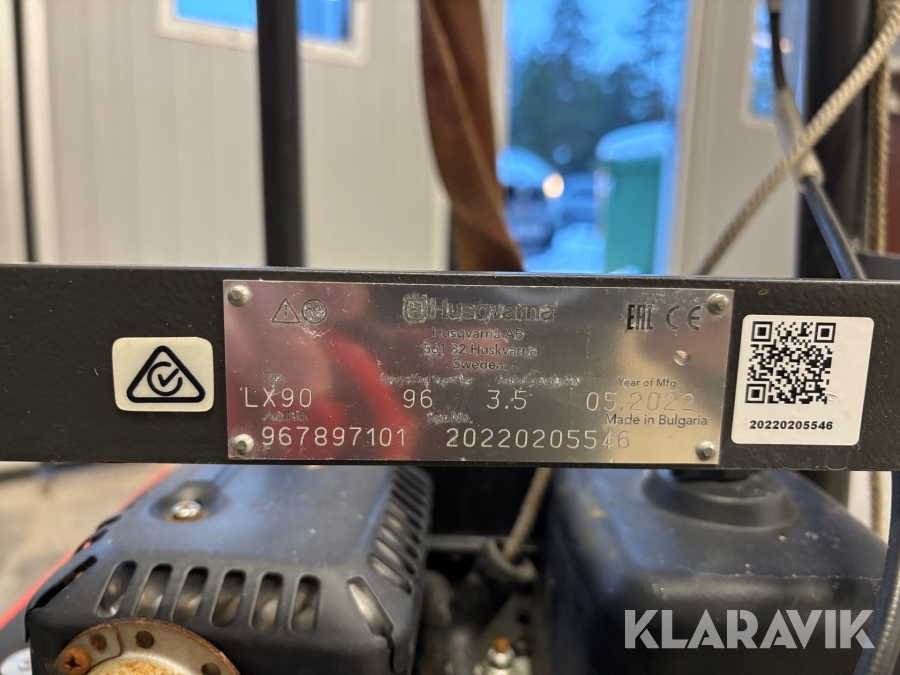 Husqvarna
Husqvarna AB
561 82 Huskvarna
Sweden
EAC CE
Type
Year of Mfg
LX90 96 3.5 05.2022
Art.No. Made in Bulgaria
967897101 20220205546
20220205546
KLARAVIK